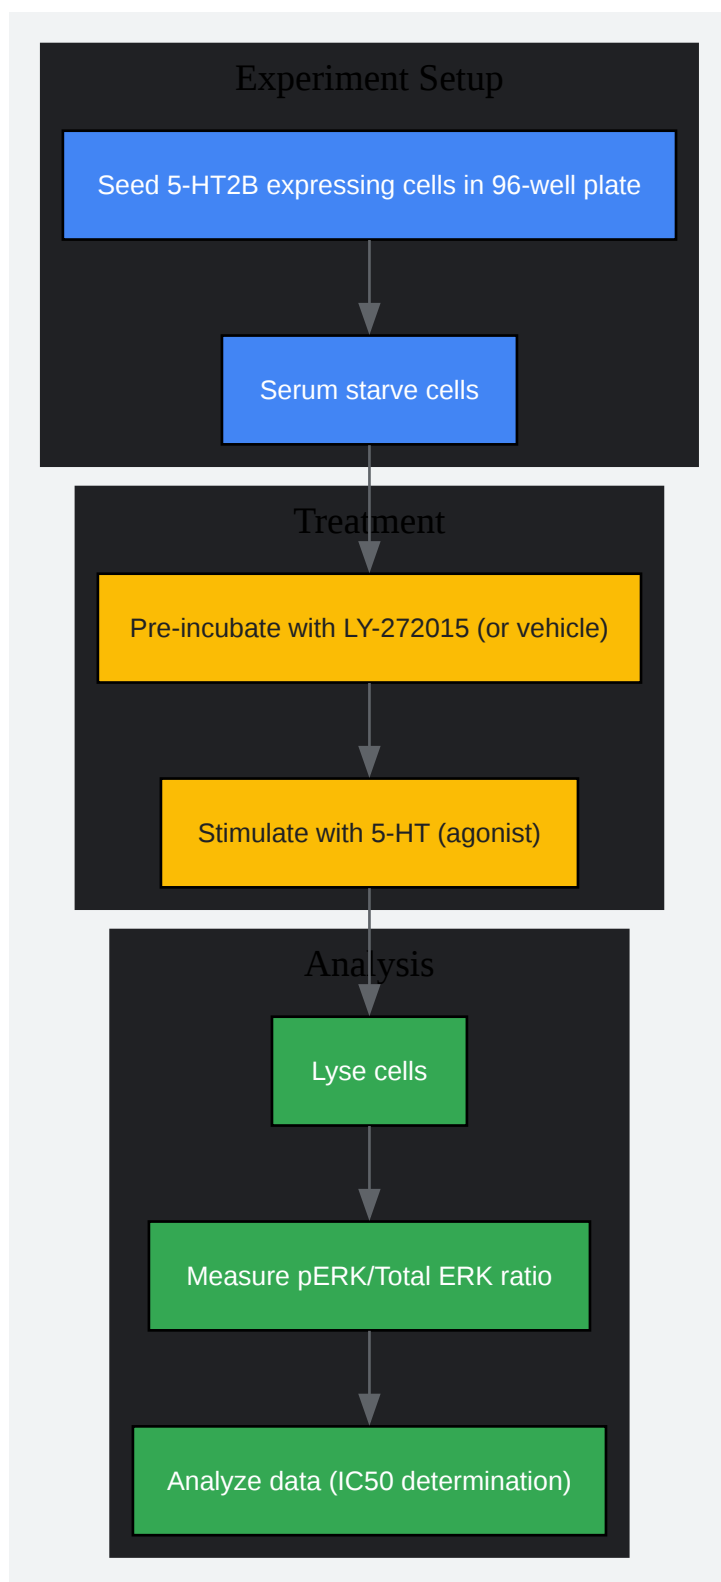 Experiment Setup
Seed 5-HT2B expressing cells in 96-well plate
Serum starve cells
Treatment
Pre-incubate with LY-272015 (or vehicle)
Stimulate with 5-HT (agonist)
Analysis
Lyse cells
Measure pERK/Total ERK ratio
Analyze data (IC50 determination)